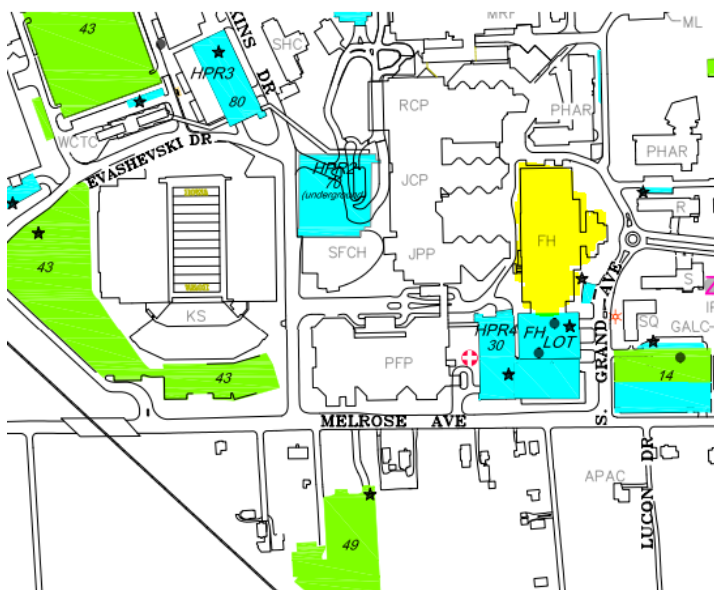 43
HPR3
80
KINS DR
SHC
MRF
ML
RCP
PHAR
PHAR
WCTC
EVASHEVSKI DR
HPR2
76
(underground)
JCP
R
SFCH
JPP
FH
43
KS
S
Z
S. GRAND AVE
SQ
GALC-
HPR4
30
FH
LOT
PFP
43
14
MELROSE AVE
APAC
LUCON DR
49